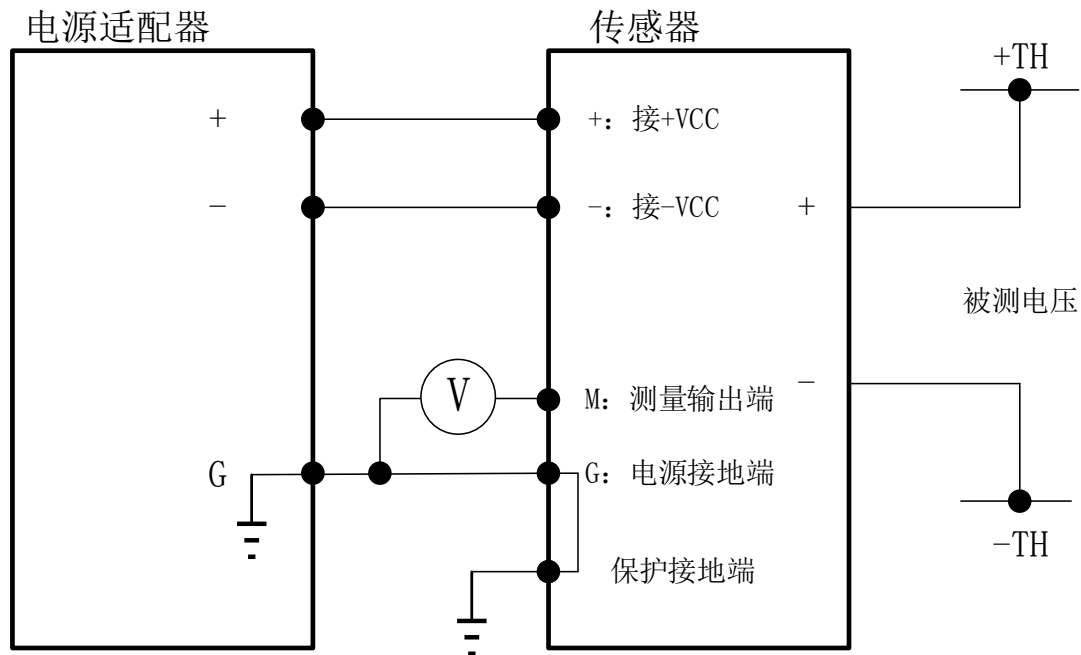 电源适配器
传感器
+TH
+
+: 接+VCC
−
−: 接−VCC
+
被测电压
V
M: 测量输出端
−
G
G: 电源接地端
−TH
保护接地端